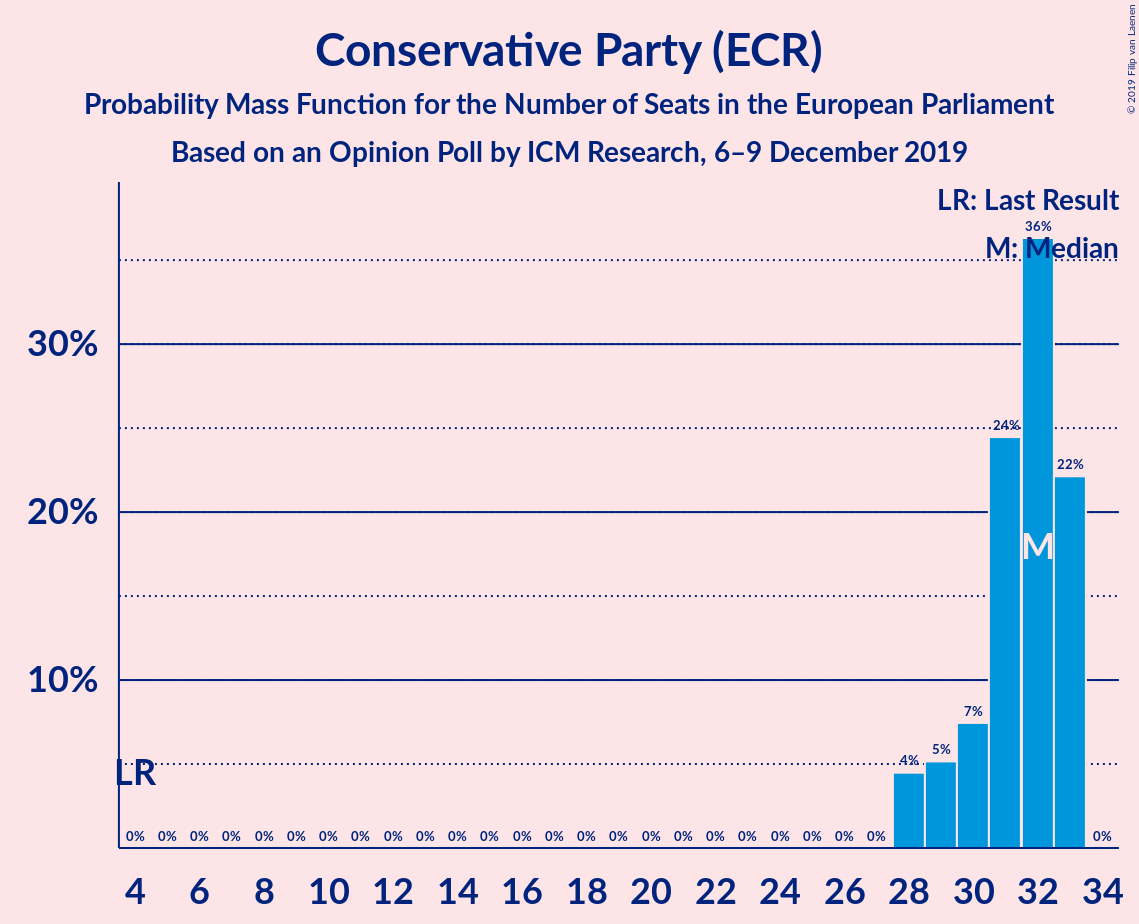 Conservative Party (ECR)
Probability Mass Function for the Number of Seats in the European Parliament
Based on an Opinion Poll by ICM Research, 6–9 December 2019
© 2019 Filip van Laenen
LR: Last Result
M: Median
36%
30%
24%
22%
20%
M
10%
7%
5%
4%
LR
0% 0% 0% 0% 0% 0% 0% 0% 0% 0% 0% 0% 0% 0% 0% 0% 0% 0% 0% 0% 0% 0% 0% 0% 0%
4 6 8 10 12 14 16 18 20 22 24 26 28 30 32 34